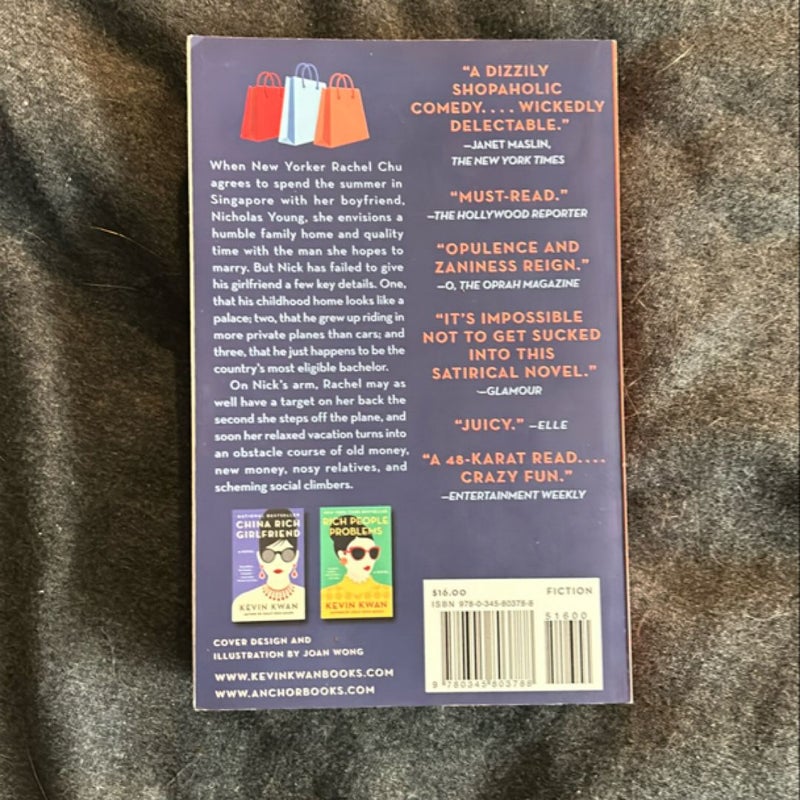 When New Yorker Rachel Chu
agrees to spend the summer in
Singapore with her boyfriend,
Nicholas Young, she envisions a
humble family home and quality
time with the man she hopes to
marry. But Nick has failed to give
his girlfriend a few key details. One,
that his childhood home looks like a
palace; two, that he grew up riding in
more private planes than cars; and
three, that he just happens to be the
country's most eligible bachelor.
On Nick's arm, Rachel may as
well have a target on her back the
second she steps off the plane, and
soon her relaxed vacation turns into
an obstacle course of old money,
new money, nosy relatives, and
scheming social climbers.
NATIONAL BESTSELLER
CHINA RICH
GIRLFRIEND
A NOVEL
KEVIN KWAN
RICH PEOPLE
PROBLEMS
A NOVEL
KEVIN KWAN
COVER DESIGN AND
ILLUSTRATION BY JOAN WONG
WWW.KEVINKWANBOOKS.COM
WWW.ANCHORBOOKS.COM
"A DIZZILY
SHOPAHOLIC
COMEDY.... WICKEDLY
DELECTABLE."
—JANET MASLIN,
THE NEW YORK TIMES
"MUST-READ."
—THE HOLLYWOOD REPORTER
"OPULENCE AND
ZANINESS REIGN."
—O, THE OPRAH MAGAZINE
"IT'S IMPOSSIBLE
NOT TO GET SUCKED
INTO THIS
SATIRICAL NOVEL."
—GLAMOUR
"JUICY." —ELLE
"A 48-KARAT READ....
CRAZY FUN."
—ENTERTAINMENT WEEKLY
$16.00 FICTION
ISBN 978-0-345-80378-8
51600
9 780345 803788